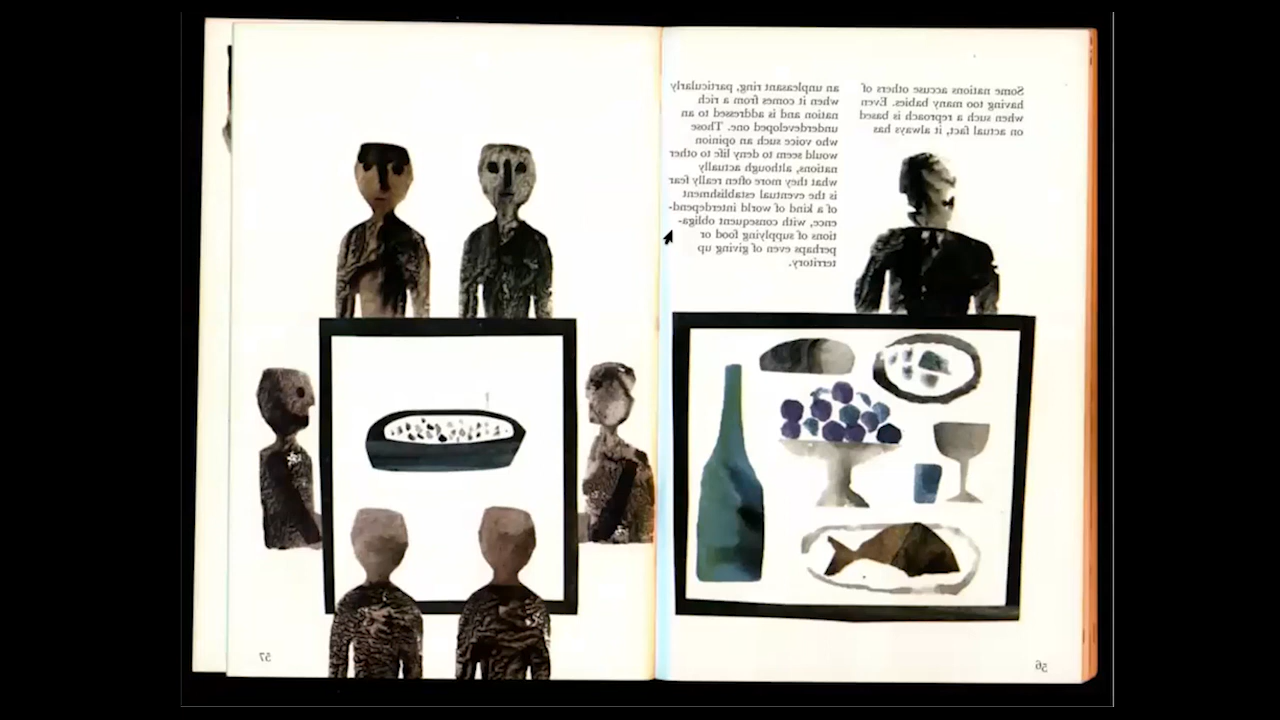 Some nations accuse others of
having too many babies. Even
when such a reproach is based
on actual fact, it always has
an unpleasant ring, particularly
when it comes from a rich
nation and is addressed to an
underdeveloped one. Those
who voice such an opinion
would seem to deny life to other
nations, although actually
what they more often really fear
is the eventual establishment
of a kind of world interdepend-
ence, with consequent obliga-
tions of supplying food or
perhaps even of giving up
territory.
56
57